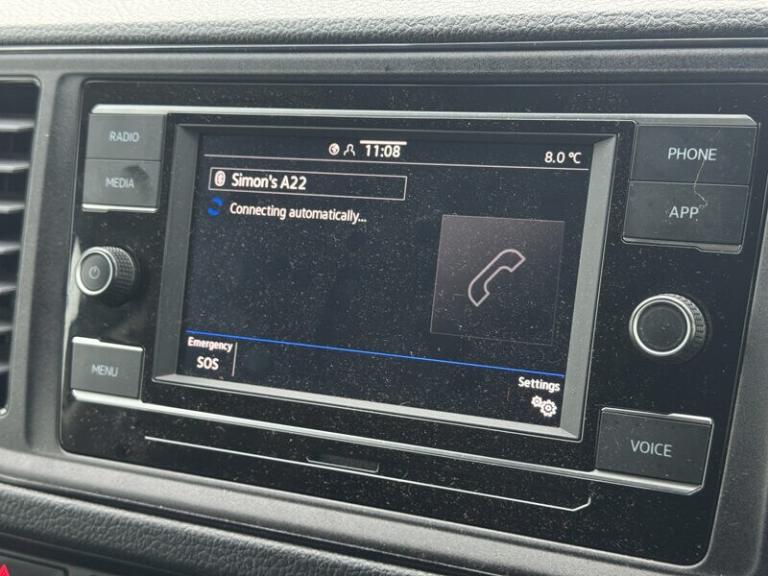 RADIO
MEDIA
MENU
11:08
8.0 °C
Simon's A22
Connecting automatically...
Emergency
SOS
Settings
PHONE
APP
VOICE